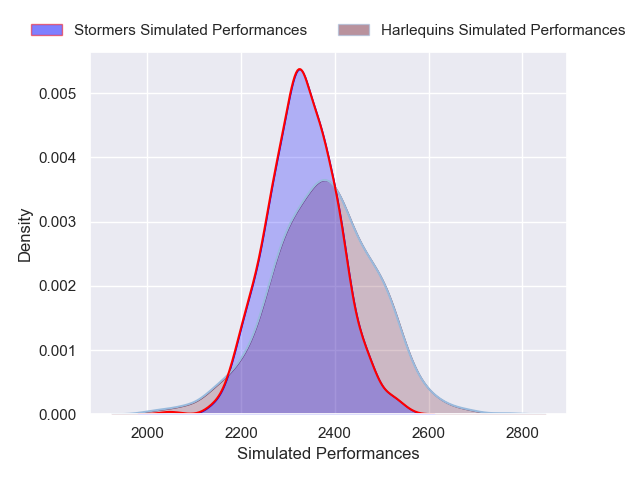 Stormers Simulated Performances Harlequins Simulated Performances
0.005
0.004
0.003
0.002
0.001
0.000
Density
2000 2200 2400 2600 2800
Simulated Performances